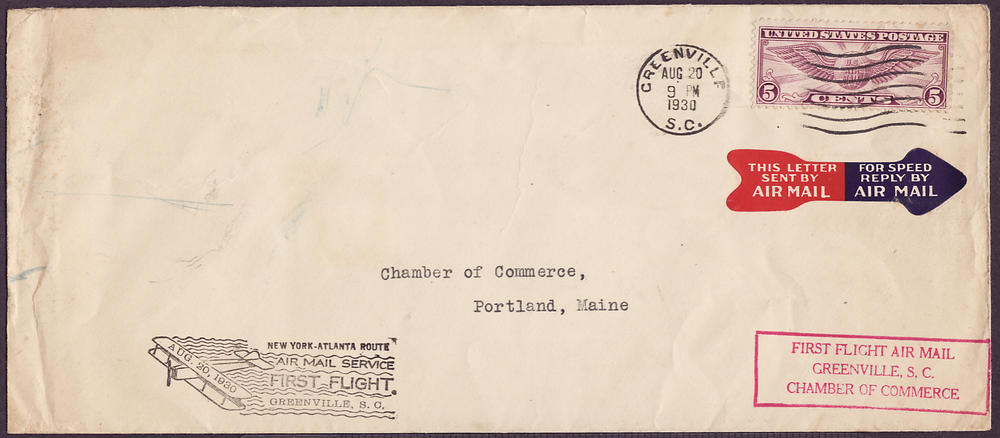 GREENVILLE
AUG 20
9 PM
1930
S.C.
UNITED STATES POSTAGE
5 CENTS 5
THIS LETTER
SENT BY
AIR MAIL
FOR SPEED
REPLY BY
AIR MAIL
Chamber of Commerce,
Portland, Maine
AUG. 20, 1930
NEW YORK-ATLANTA ROUTE
AIR MAIL SERVICE
FIRST FLIGHT
GREENVILLE, S. C.
FIRST FLIGHT AIR MAIL
GREENVILLE, S. C.
CHAMBER OF COMMERCE